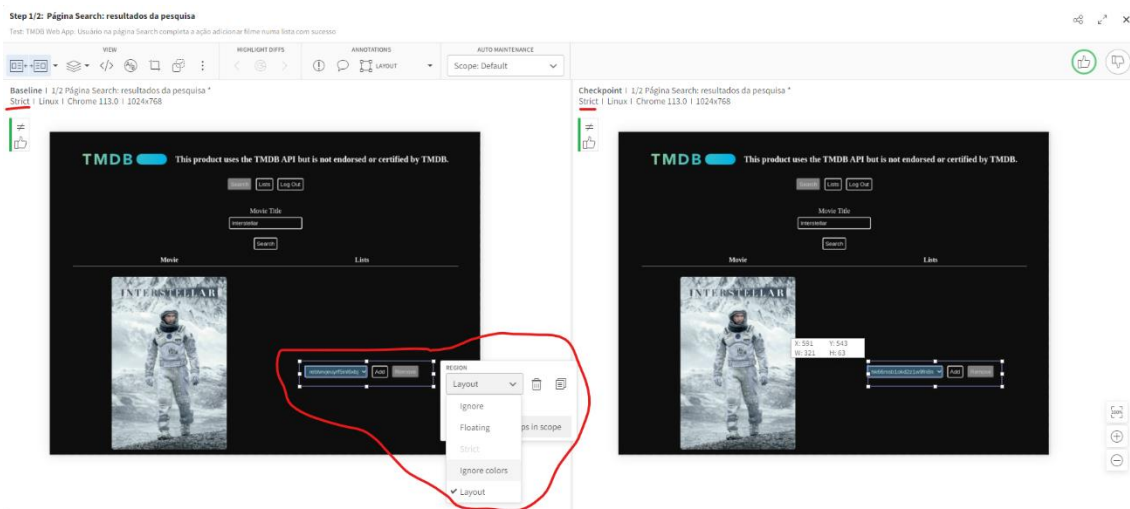 Step 1/2: Página Search: resultados da pesquisa
Test: TMDB Web App. Usuário na página Search completa a ação adicionar filme numa lista com sucesso
VIEW
HIGHLIGHT DIFFS
ANNOTATIONS
AUTO MAINTENANCE
LAYOUT
Scope: Default
Baseline | 1/2 Página Search: resultados da pesquisa *
Strict | Linux | Chrome 113.0 | 1024x768
TMDB
This product uses the TMDB API but is not endorsed or certified by TMDB.
Search
Lists
Log Out
Movie Title
Interstellar
Search
Movie
Lists
INTERSTELLAR
Add
Remove
REGION
Layout
Ignore
Floating
Strict
Ignore colors
Layout
ps in scope
Checkpoint | 1/2 Página Search: resultados da pesquisa *
Strict | Linux | Chrome 113.0 | 1024x768
TMDB
This product uses the TMDB API but is not endorsed or certified by TMDB.
Search
Lists
Log Out
Movie Title
Interstellar
Search
Movie
Lists
INTERSTELLAR
X: 591 Y: 543
W: 321 H: 63
Add
Remove